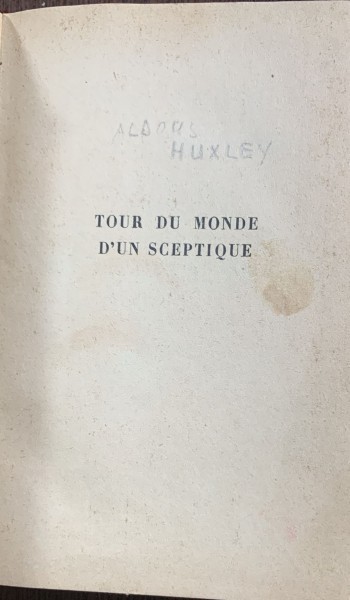 ALDOUS
HUXLEY
TOUR DU MONDE
D'UN SCEPTIQUE